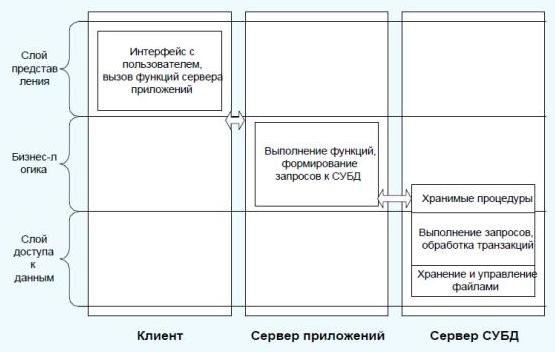 Слой
представ
ления
Интерфейс с
пользователем,
вызов функций сервера
приложений
Бизнес-л
огика
Выполнение функций,
формирование
запросов к СУБД
Хранимые процедуры
Слой
доступа
к
данным
Выполнение запросов,
обработка транзакций
Хранение и управление
файлами
Клиент
Сервер приложений
Сервер СУБД